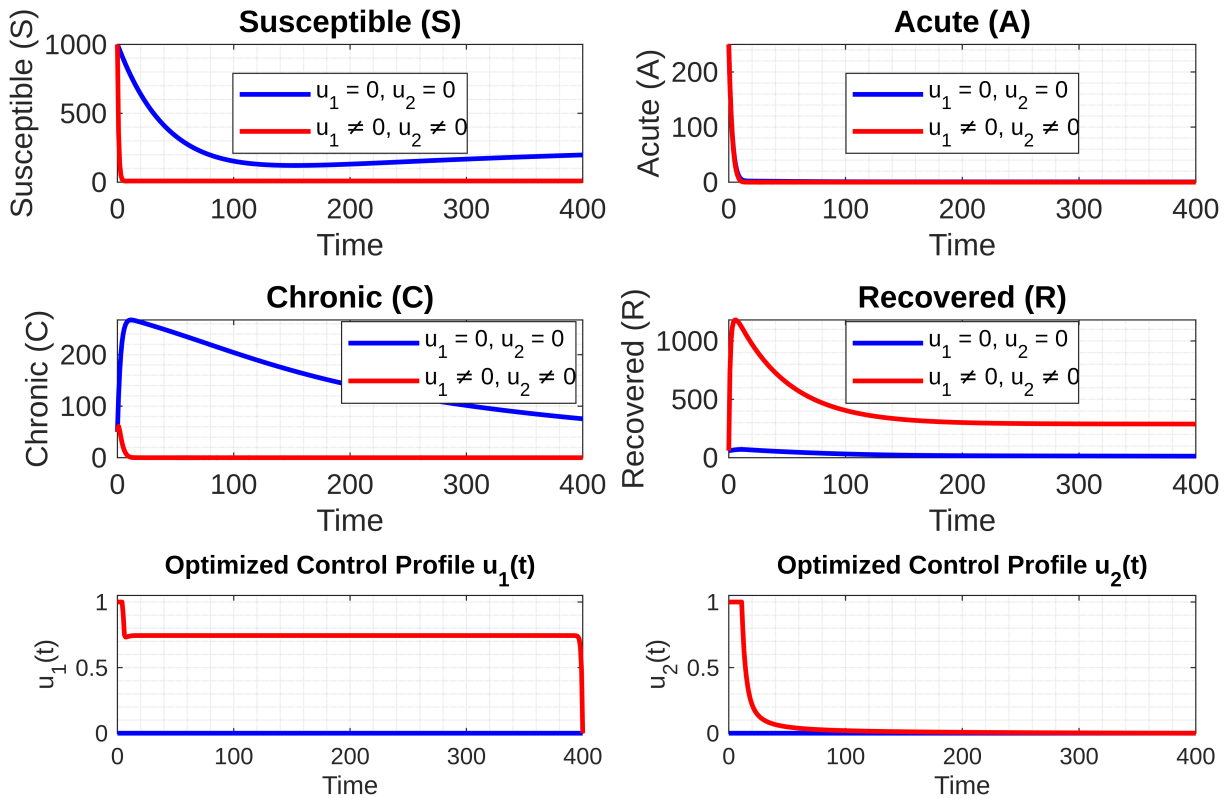 Susceptible (S)
Susceptible (S)
1000
500
0
u1 = 0, u2 = 0
u1 ≠ 0, u2 ≠ 0
0 100 200 300 400
Time
Acute (A)
Acute (A)
200
100
0
u1 = 0, u2 = 0
u1 ≠ 0, u2 ≠ 0
0 100 200 300 400
Time
Chronic (C)
Chronic (C)
200
100
0
u1 = 0, u2 = 0
u1 ≠ 0, u2 ≠ 0
0 100 200 300 400
Time
Recovered (R)
Recovered (R)
1000
500
0
u1 = 0, u2 = 0
u1 ≠ 0, u2 ≠ 0
0 100 200 300 400
Time
Optimized Control Profile u1(t)
u1(t)
1
0.5
0
0 100 200 300 400
Time
Optimized Control Profile u2(t)
u2(t)
1
0.5
0
0 100 200 300 400
Time